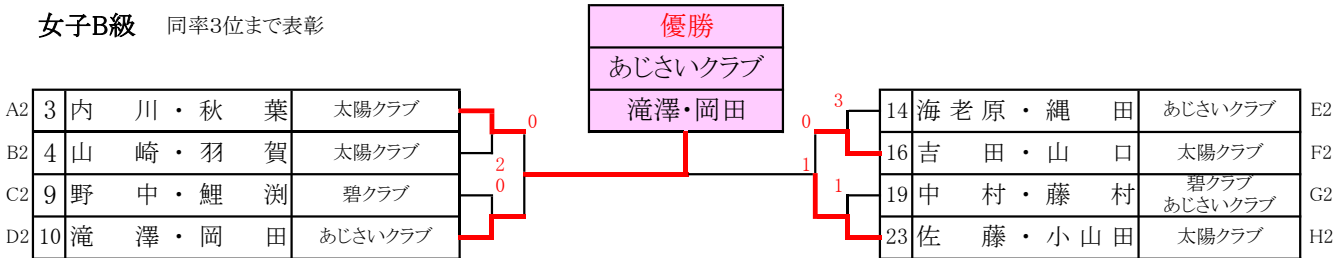 女子B級 同率3位まで表彰
優勝
あじさいクラブ
滝澤・岡田
A2 3 内川・秋葉 太陽クラブ 0
B2 4 山崎・羽賀 太陽クラブ 2
C2 9 野中・鯉渕 碧クラブ 0
D2 10 滝澤・岡田 あじさいクラブ
0 3 14 海老原・縄田 あじさいクラブ E2
1 16 吉田・山口 太陽クラブ F2
1 19 中村・藤村 碧クラブ あじさいクラブ G2
23 佐藤・小山田 太陽クラブ H2